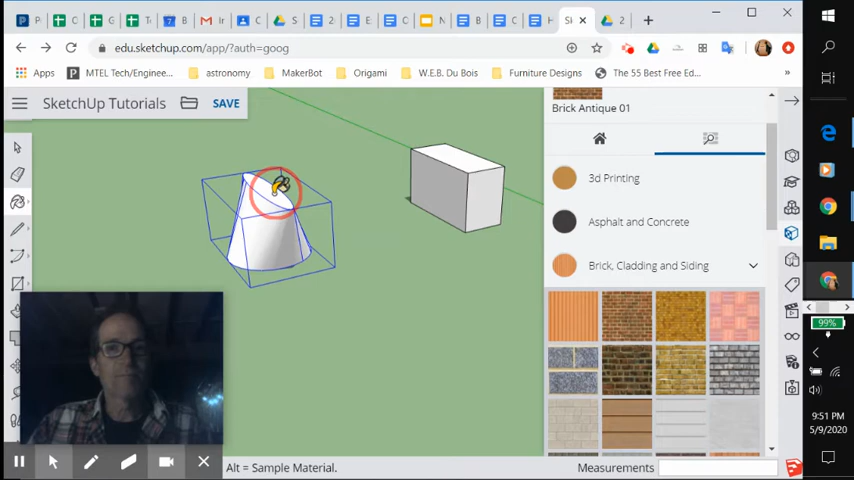 Gm
edu.sketchup.com/app/?auth=goog
Apps
MTEL Tech/Enginee...
astronomy
MakerBot
Origami
W.E.B. Du Bois
Furniture Designs
The 55 Best Free Ed...
SketchUp Tutorials
SAVE
Brick Antique 01
3d Printing
Asphalt and Concrete
Brick, Cladding and Siding
99%
9:51 PM
5/9/2020
Alt = Sample Material.
Measurements